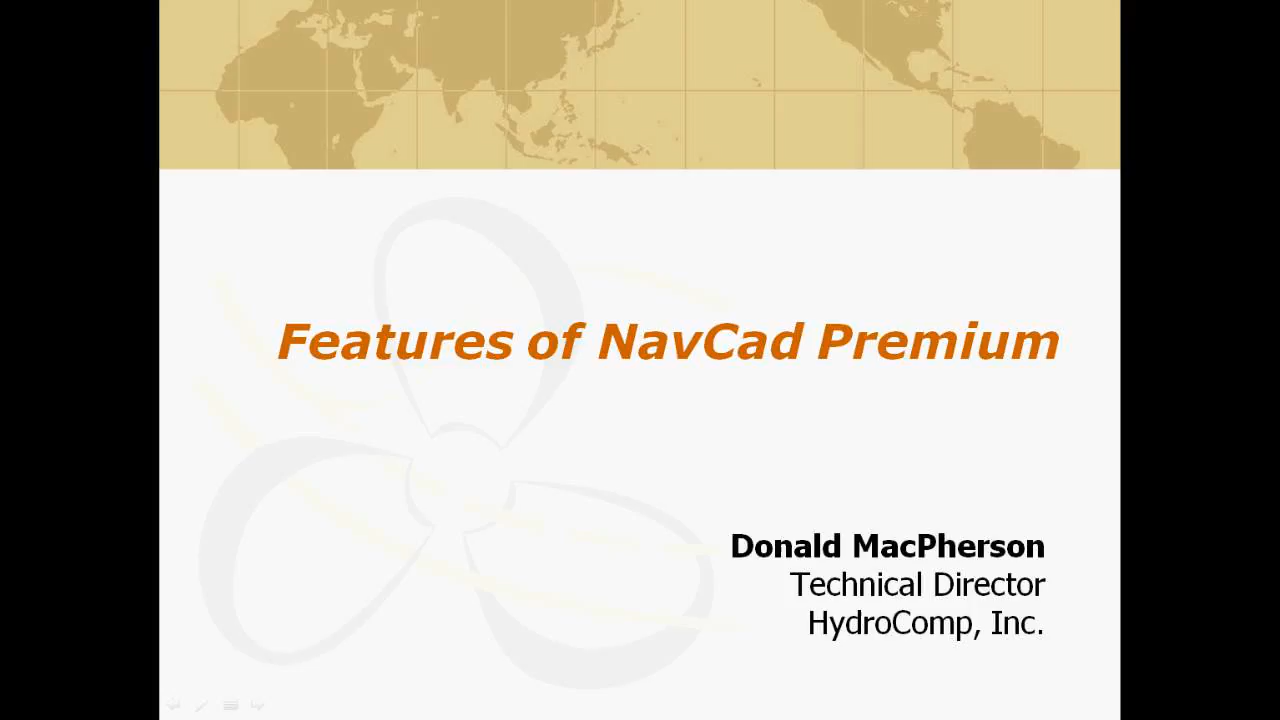 Features of NavCad Premium
Donald MacPherson
Technical Director
HydroComp, Inc.